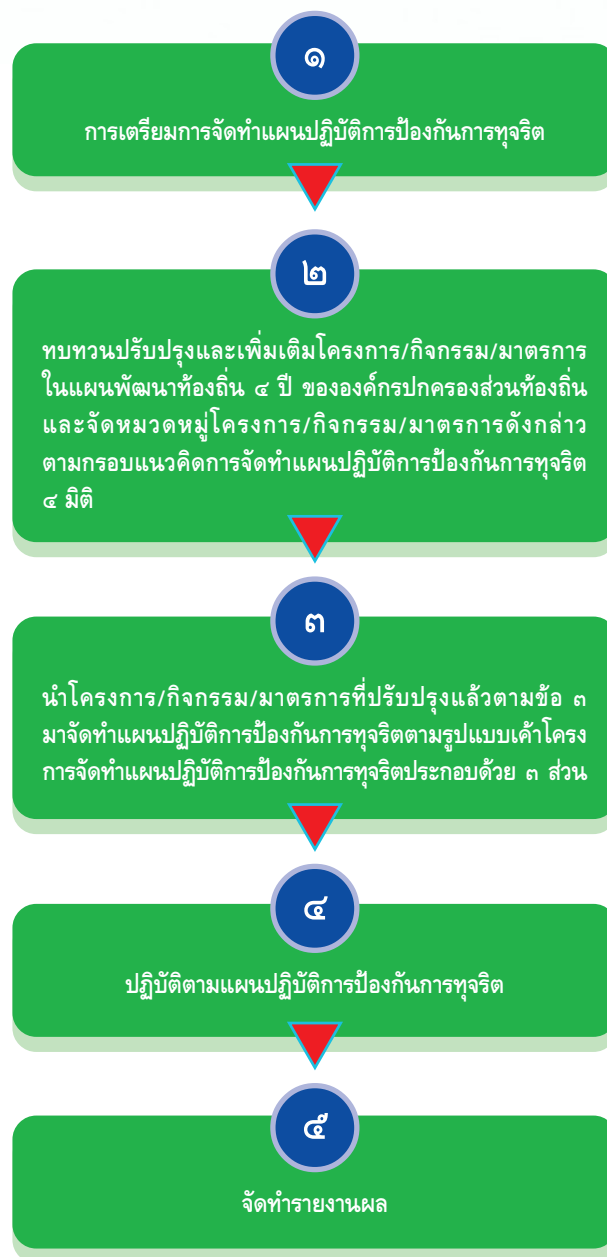 ๑
การเตรียมการจัดทำแผนปฏิบัติการป้องกันการทุจริต
๒
ทบทวนปรับปรุงและเพิ่มเติมโครงการ/กิจกรรม/มาตรการ
ในแผนพัฒนาท้องถิ่น ๔ ปี ขององค์กรปกครองส่วนท้องถิ่น
และจัดหมวดหมู่โครงการ/กิจกรรม/มาตรการดังกล่าว
ตามกรอบแนวคิดการจัดทำแผนปฏิบัติการป้องกันการทุจริต
๔ มิติ
๓
นำโครงการ/กิจกรรม/มาตรการที่ปรับปรุงแล้วตามข้อ ๓
มาจัดทำแผนปฏิบัติการป้องกันการทุจริตตามรูปแบบเค้าโครง
การจัดทำแผนปฏิบัติการป้องกันการทุจริตประกอบด้วย ๓ ส่วน
๔
ปฏิบัติตามแผนปฏิบัติการป้องกันการทุจริต
๕
จัดทำรายงานผล